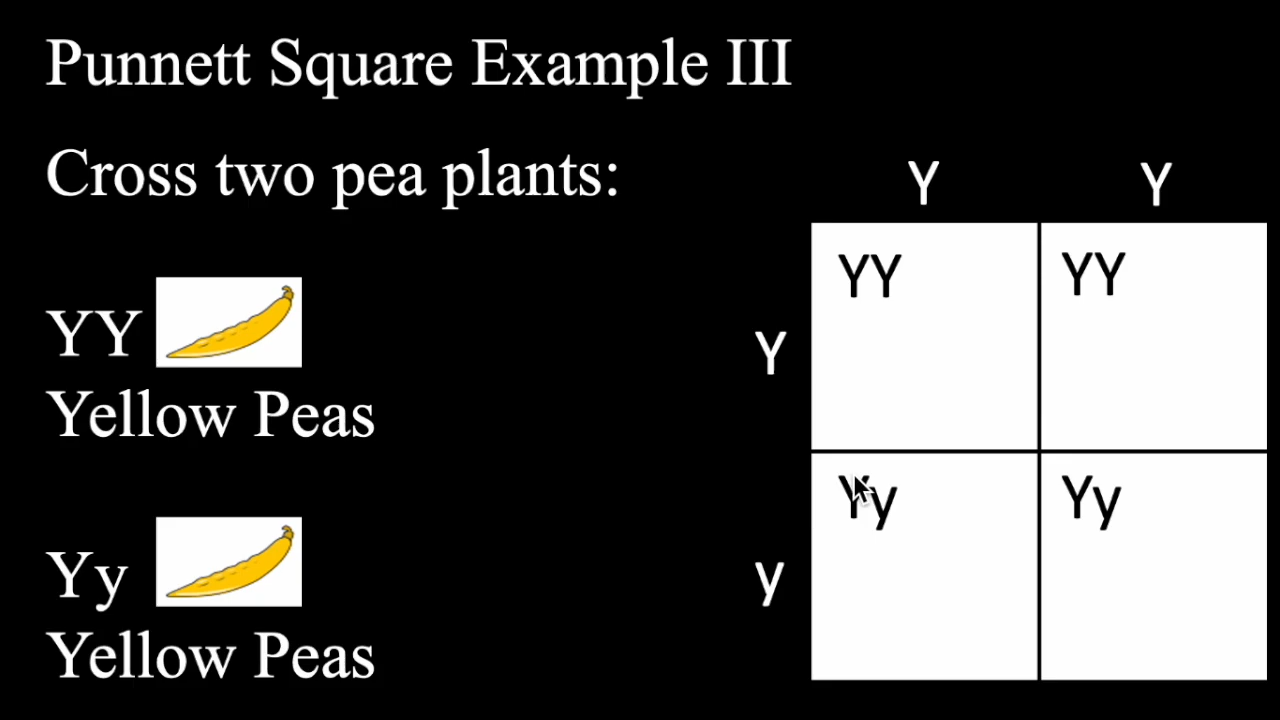 Punnett Square Example III
Cross two pea plants:
YY
Yellow Peas
Yy
Yellow Peas
Y Y
Y YY YY
y Yy Yy